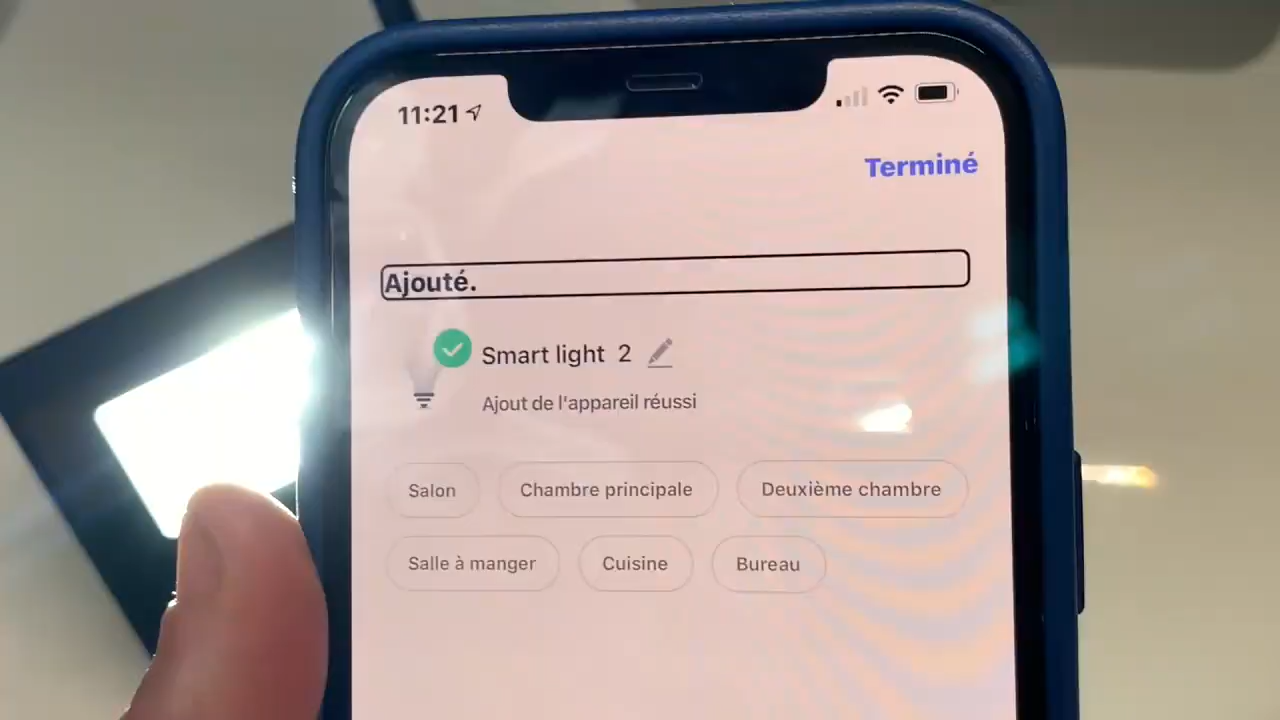 11:21
Terminé
Ajouté.
Smart light 2
Ajout de l'appareil réussi
Salon Chambre principale Deuxième chambre
Salle à manger Cuisine Bureau